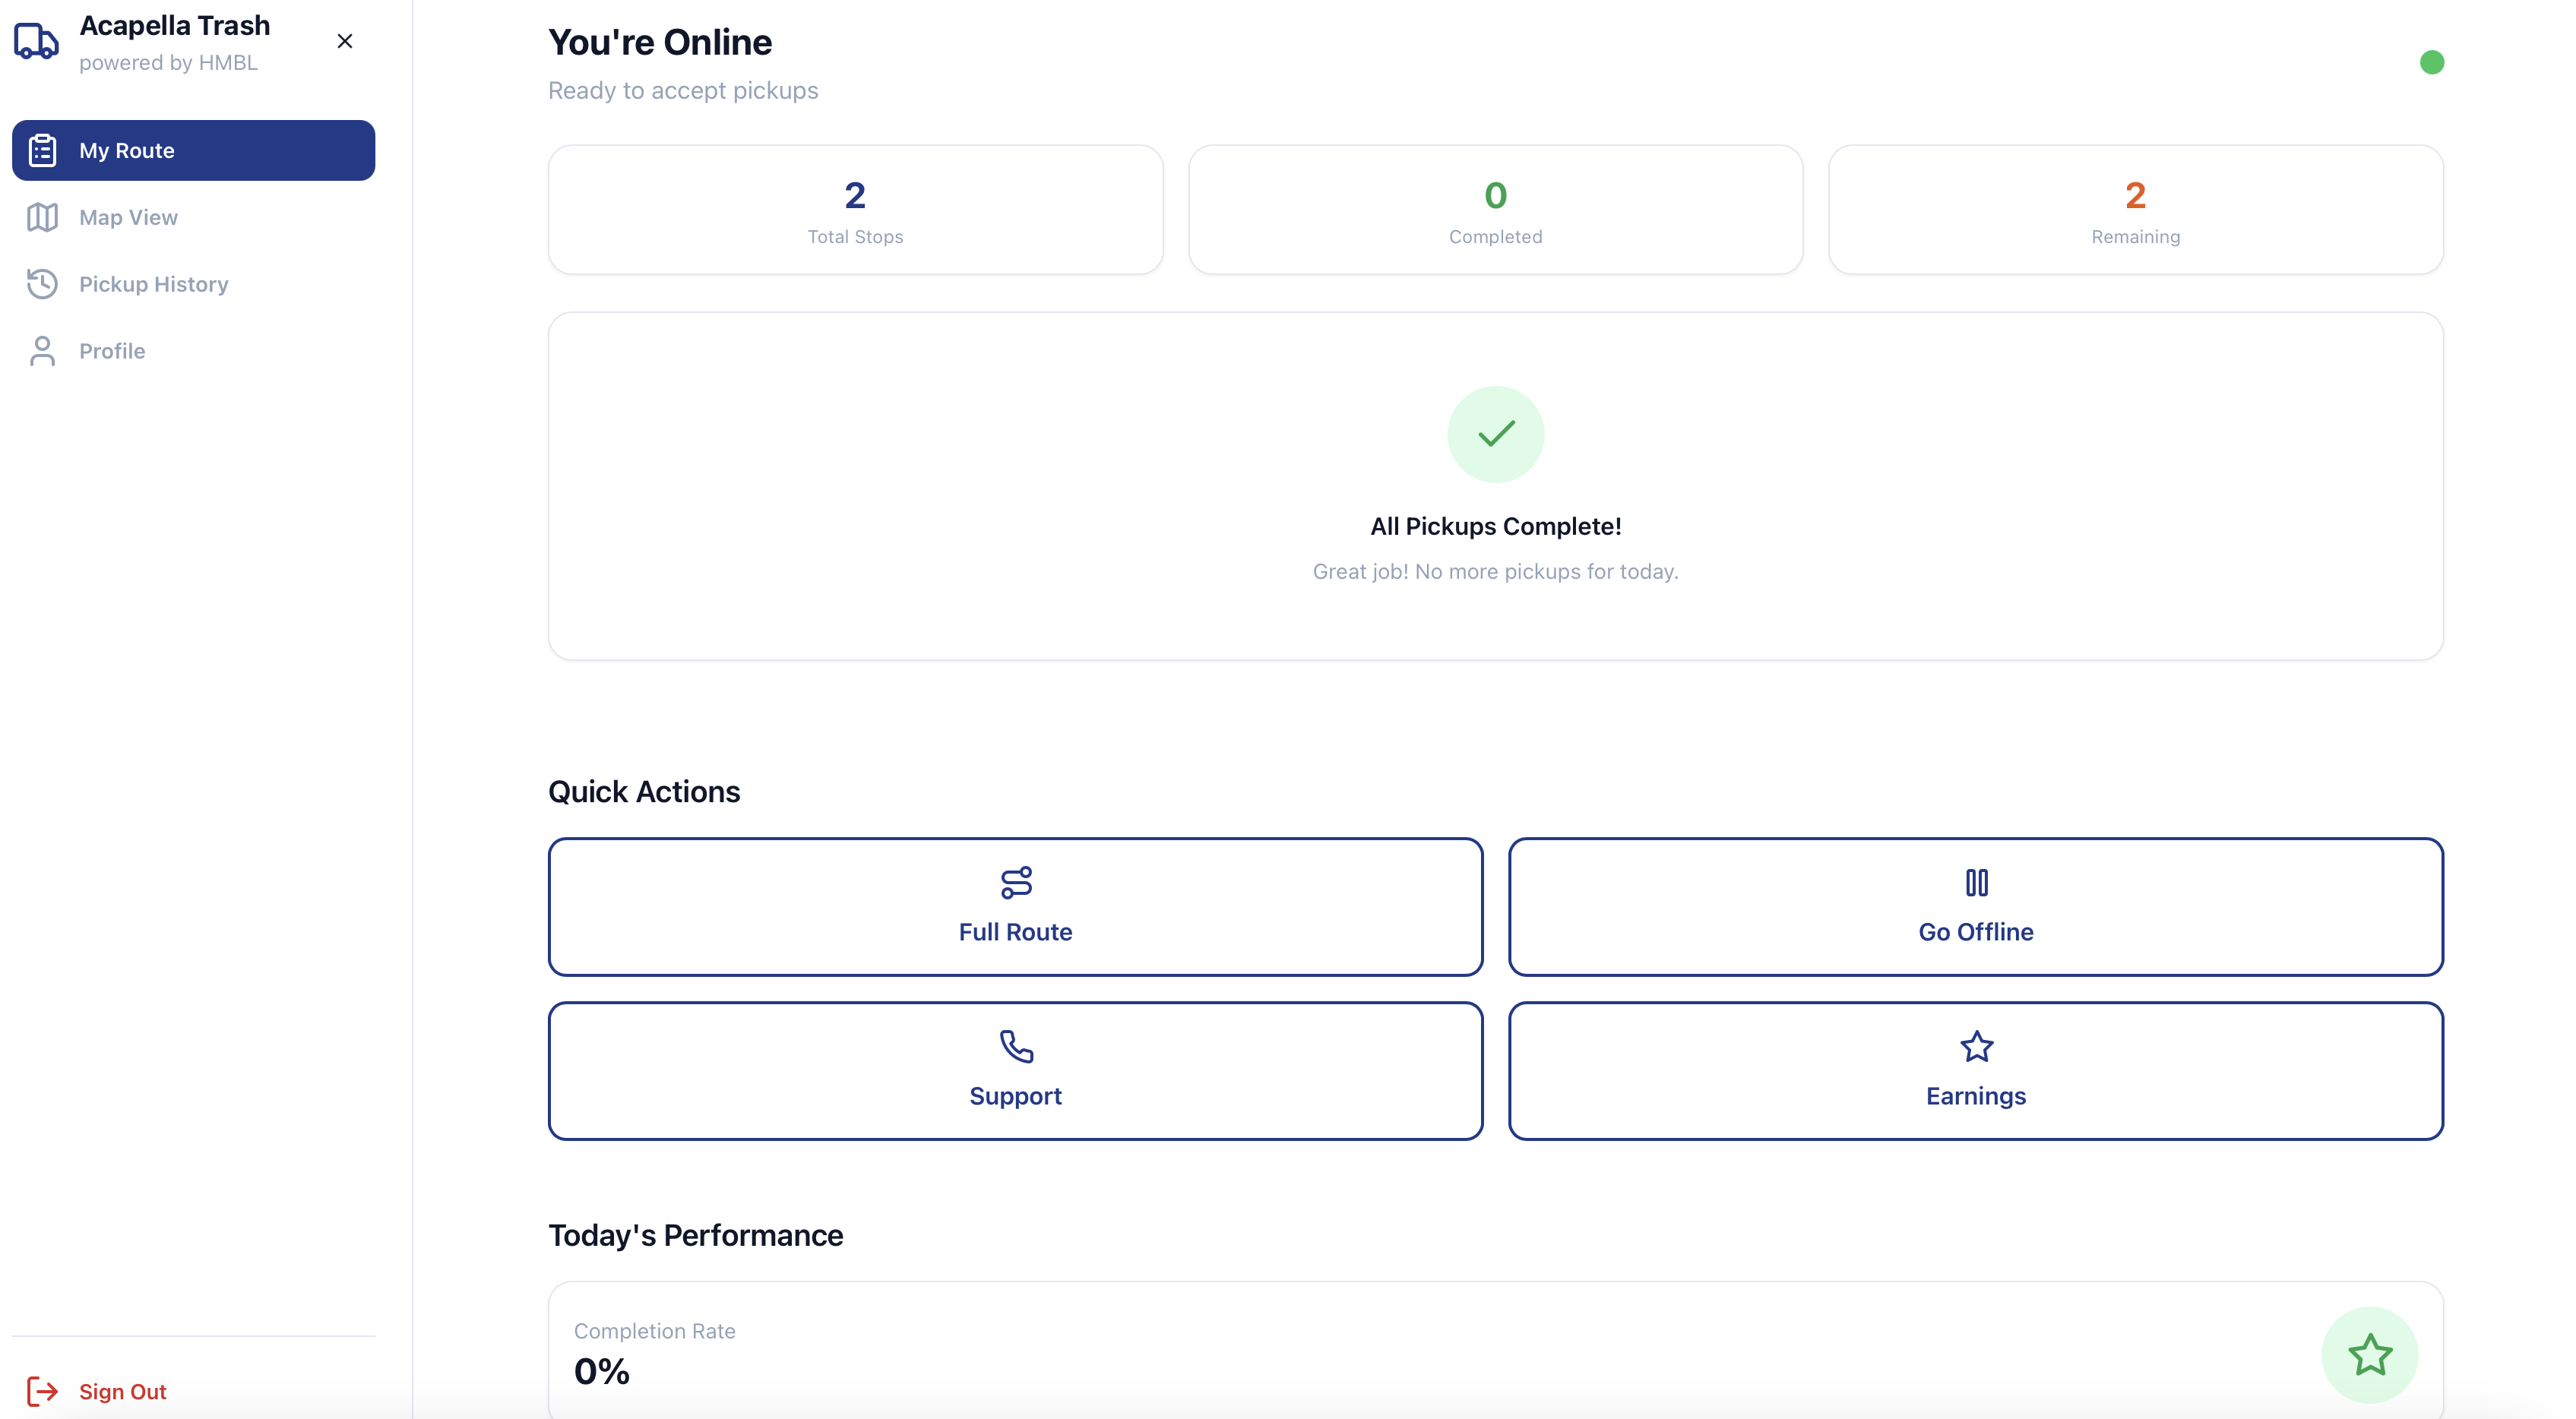 Acapella Trash
powered by HMBL
My Route
Map View
Pickup History
Profile
Sign Out
You're Online
Ready to accept pickups
2
Total Stops
0
Completed
2
Remaining
All Pickups Complete!
Great job! No more pickups for today.
Quick Actions
Full Route
Go Offline
Support
Earnings
Today's Performance
Completion Rate
0%